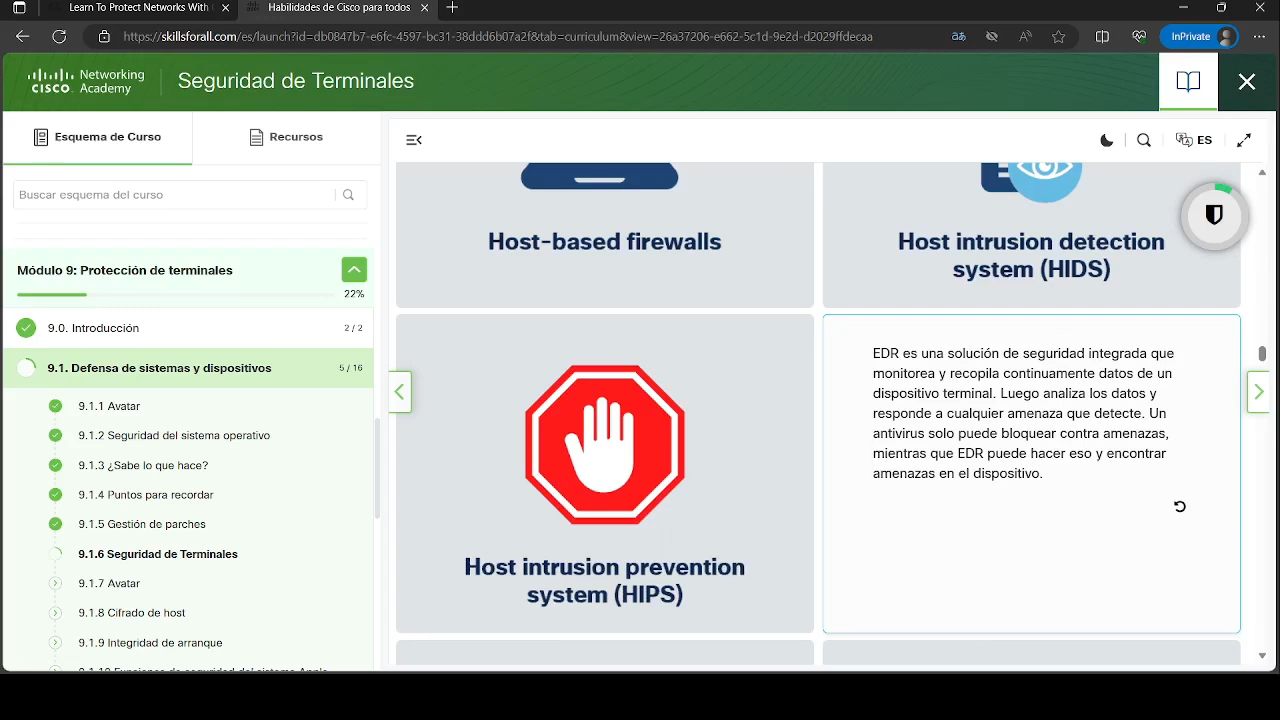 Learn To Protect Networks With
Habilidades de Cisco para todos
https://skillsforall.com/es/launch?id=db0847b7-e6fc-4597-bc31-38ddd6b07a2f&tab=curriculum&view=26a37206-e662-5c1d-9e2d-d2029ffdecaa
InPrivate
Networking
CISCO Academy
Seguridad de Terminales
Esquema de Curso
Recursos
ES
Buscar esquema del curso
Módulo 9: Protección de terminales
22%
9.0. Introducción
2 / 2
9.1. Defensa de sistemas y dispositivos
5 / 16
9.1.1 Avatar
9.1.2 Seguridad del sistema operativo
9.1.3 ¿Sabe lo que hace?
9.1.4 Puntos para recordar
9.1.5 Gestión de parches
9.1.6 Seguridad de Terminales
9.1.7 Avatar
9.1.8 Cifrado de host
9.1.9 Integridad de arranque
Host-based firewalls
Host intrusion detection
system (HIDS)
Host intrusion prevention
system (HIPS)
EDR es una solución de seguridad integrada que
monitorea y recopila continuamente datos de un
dispositivo terminal. Luego analiza los datos y
responde a cualquier amenaza que detecte. Un
antivirus solo puede bloquear contra amenazas,
mientras que EDR puede hacer eso y encontrar
amenazas en el dispositivo.